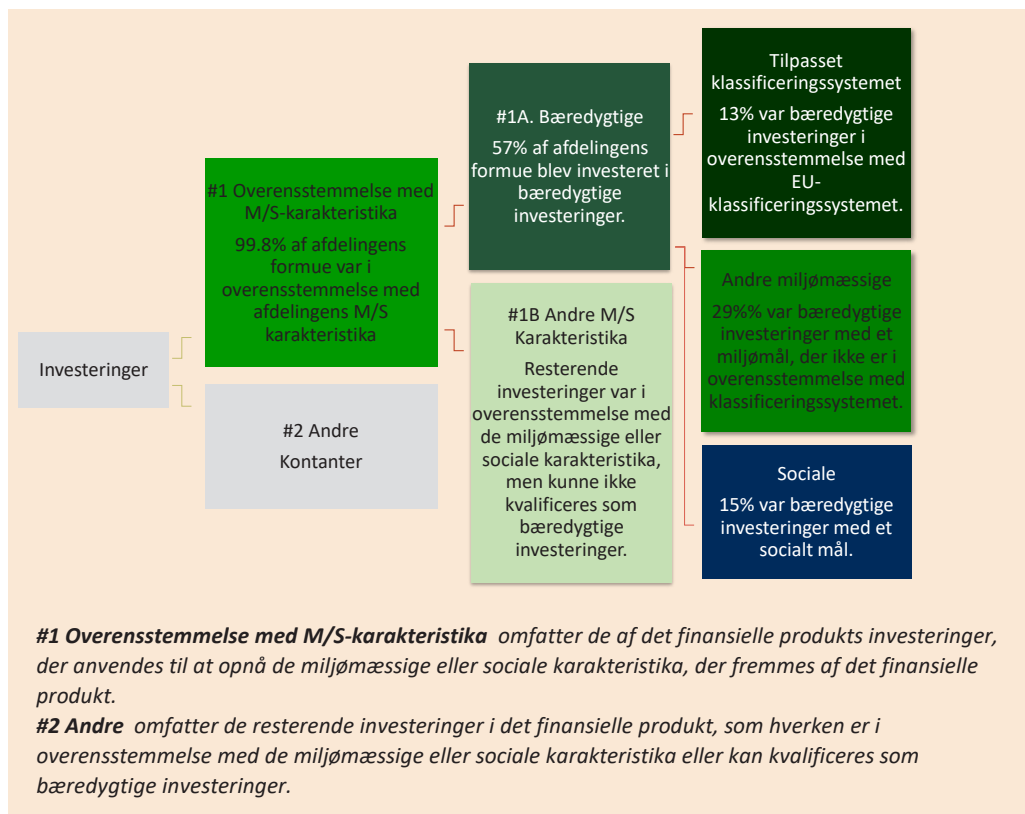 Investeringer
#1 Overensstemmelse med
M/S-karakteristika
99.8% af afdelingens
formue var i
overensstemmelse med
afdelingens M/S
karakteristika
#2 Andre
Kontanter
#1A. Bæredygtige
57% af afdelingens
formue blev investeret i
bæredygtige
investeringer.
#1B Andre M/S
Karakteristika
Resterende
investeringer var i
overensstemmelse med
de miljømæssige eller
sociale karakteristika,
men kunne ikke
kvalificeres som
bæredygtige
investeringer.
Tilpasset
klassificeringssystemet
13% var bæredygtige
investeringer i
overensstemmelse med
EU-
klassificeringssystemet.
Andre miljømæssige
29%% var bæredygtige
investeringer med et
miljømål, der ikke er i
overensstemmelse med
klassificeringssystemet.
Sociale
15% var bæredygtige
investeringer med et
socialt mål.
#1 Overensstemmelse med M/S-karakteristika omfatter de af det finansielle produkts investeringer,
der anvendes til at opnå de miljømæssige eller sociale karakteristika, der fremmes af det finansielle
produkt.
#2 Andre omfatter de resterende investeringer i det finansielle produkt, som hverken er i
overensstemmelse med de miljømæssige eller sociale karakteristika eller kan kvalificeres som
bæredygtige investeringer.